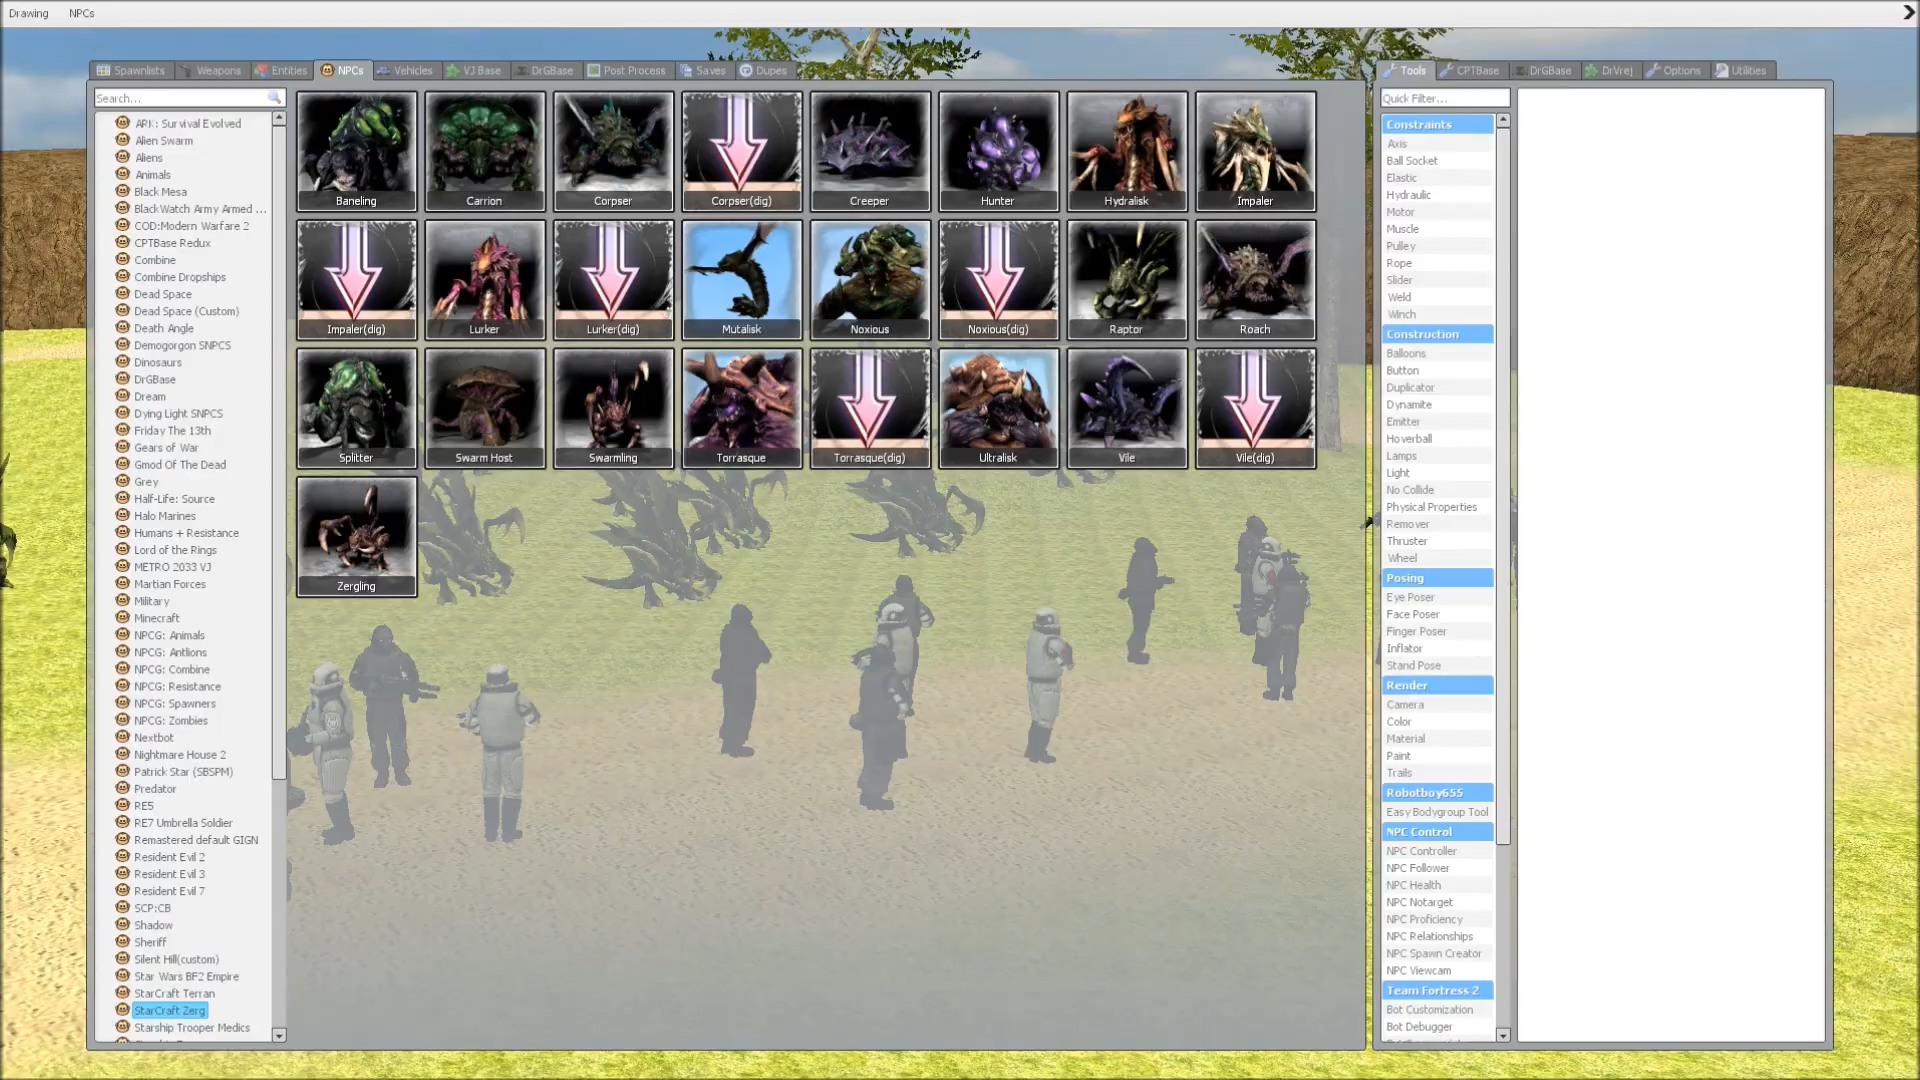 Drawing NPCs
Spawnlists Weapons Entities NPCs Vehicles VJ Base DrGBase Post Process Saves Dupes
Search...
ARK: Survival Evolved
Alien Swarm
Aliens
Animals
Black Mesa
BlackWatch Army Armed ...
COD:Modern Warfare 2
CPTBase Redux
Combine
Combine Dropships
Dead Space
Dead Space (Custom)
Death Angle
Demogorgon SNPCS
Dinosaurs
DrGBase
Dream
Dying Light SNPCS
Friday The 13th
Gears of War
Gmod Of The Dead
Grey
Half-Life: Source
Halo Marines
Humans + Resistance
Lord of the Rings
METRO 2033 VJ
Martian Forces
Military
Minecraft
NPCG: Animals
NPCG: Antlions
NPCG: Combine
NPCG: Resistance
NPCG: Spawners
NPCG: Zombies
Nextbot
Nightmare House 2
Patrick Star (SBSPM)
Predator
RE5
RE7 Umbrella Soldier
Remastered default GIGN
Resident Evil 2
Resident Evil 3
Resident Evil 7
SCP:CB
Shadow
Sheriff
Silent Hill(custom)
Star Wars BF2 Empire
StarCraft Terran
StarCraft Zerg
Starship Trooper Medics
Baneling Carrion Corpser Corpser(dig) Creeper Hunter Hydralisk Impaler
Impaler(dig) Lurker Lurker(dig) Mutalisk Noxious Noxious(dig) Raptor Roach
Splitter Swarm Host Swarmling Torrasque Torrasque(dig) Ultralisk Vile Vile(dig)
Zergling
Tools CPTBase DrGBase DrVrej Options Utilities
Quick Filter...
Constraints
Axis
Ball Socket
Elastic
Hydraulic
Motor
Muscle
Pulley
Rope
Slider
Weld
Winch
Construction
Balloons
Button
Duplicator
Dynamite
Emitter
Hoverball
Lamps
Light
No Collide
Physical Properties
Remover
Thruster
Wheel
Posing
Eye Poser
Face Poser
Finger Poser
Inflator
Stand Pose
Render
Camera
Color
Material
Paint
Trails
Robotboy655
Easy Bodygroup Tool
NPC Control
NPC Controller
NPC Follower
NPC Health
NPC Notarget
NPC Proficiency
NPC Relationships
NPC Spawn Creator
NPC Viewcam
Team Fortress 2
Bot Customization
Bot Debugger